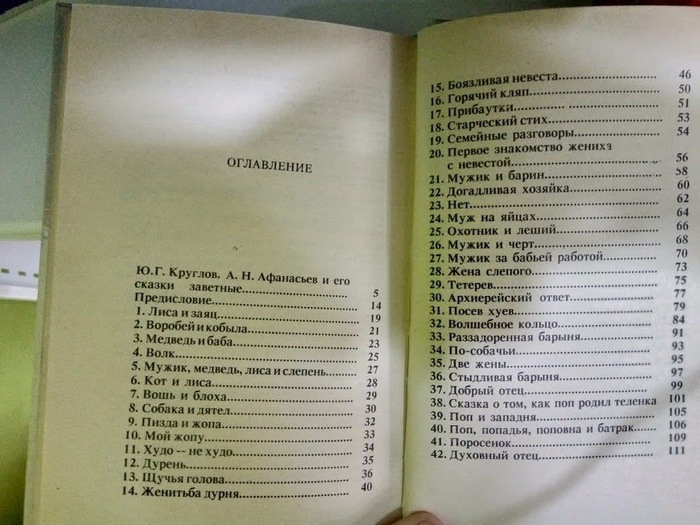 ОГЛАВЛЕНИЕ
Ю.Г. Круглов. А. Н. Афанасьев и его
сказки заветные.......... 5
Предисловие.......... 14
1. Лиса и заяц.......... 19
2. Воробей и кобыла.......... 21
3. Медведь и баба.......... 23
4. Волк.......... 25
5. Мужик, медведь, лиса и слепень.......... 27
6. Кот и лиса.......... 28
7. Вошь и блоха.......... 29
8. Собака и дятел.......... 30
9. Пизда и жопа.......... 32
10. Мой жопу.......... 33
11. Худо -- не худо.......... 34
12. Дурень.......... 35
13. Щучья голова.......... 36
14. Женитьба дурня.......... 40
15. Боязливая невеста.......... 46
16. Горячий кляп.......... 50
17. Прибаутки.......... 51
18. Старческий стих.......... 53
19. Семейные разговоры.......... 54
20. Первое знакомство жениха
с невестой.......... 56
21. Мужик и барин.......... 58
22. Догадливая хозяйка.......... 60
23. Нет.......... 62
24. Муж на яйцах.......... 64
25. Охотник и леший.......... 66
26. Мужик и черт.......... 68
27. Мужик за бабьей работой.......... 70
28. Жена слепого.......... 73
29. Тетерев.......... 75
30. Архиерейский ответ.......... 77
31. Посев хуев.......... 79
32. Волшебное кольцо.......... 84
33. Раззадоренная барыня.......... 91
34. По-собачьи.......... 93
35. Две жены.......... 95
36. Стыдливая барыня.......... 97
37. Добрый отец.......... 99
38. Сказка о том, как поп родил теленка 101
39. Поп и западня.......... 105
40. Поп, попадья, поповна и батрак.......... 106
41. Поросенок.......... 109
42. Духовный отец.......... 111